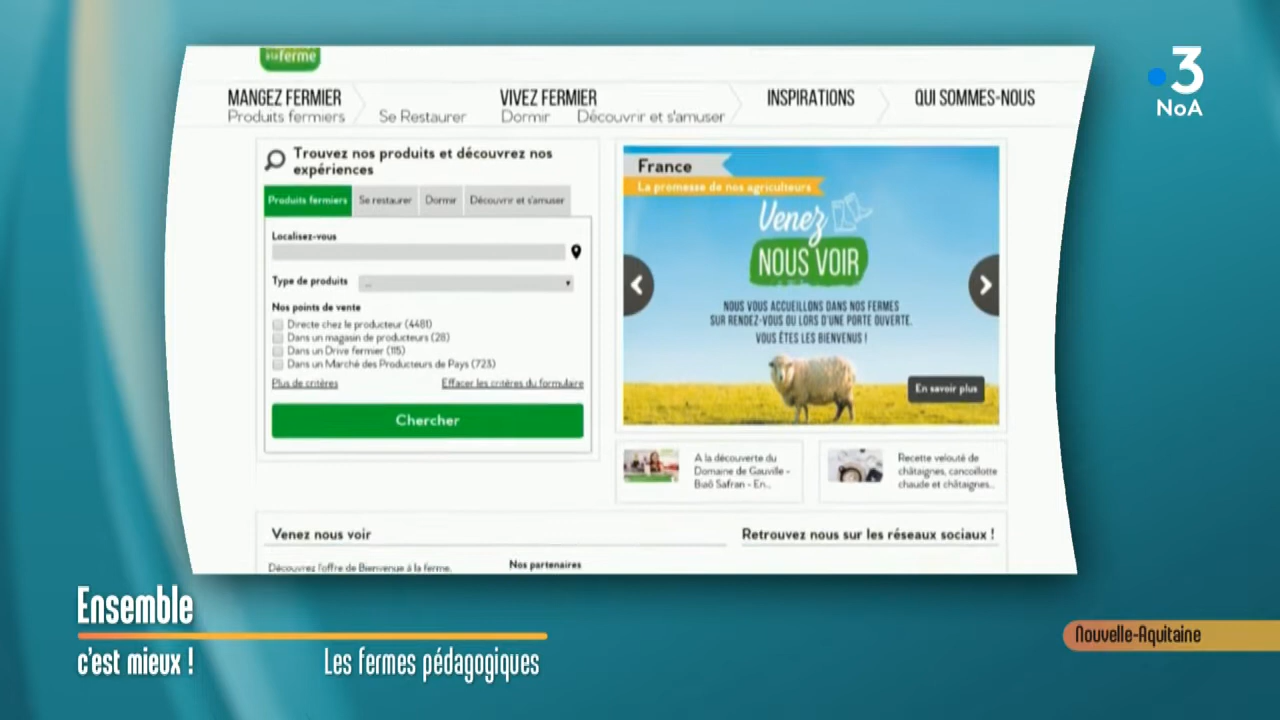 à la ferme
3
NoA
MANGEZ FERMIER
VIVEZ FERMIER
INSPIRATIONS
QUI SOMMES-NOUS
Produits fermiers
Se Restaurer
Dormir
Découvrir et s'amuser
Trouvez nos produits et découvrez nos
expériences
Produits fermiers
Se restaurer
Dormir
Découvrir et s'amuser
Localisez-vous
Type de produits
...
Nos points de vente
Directe chez le producteur (4481)
Dans un magasin de producteurs (28)
Dans un Drive fermier (115)
Dans un Marché des Producteurs de Pays (723)
Plus de critères
Effacer les critères du formulaire
Chercher
France
La promesse de nos agriculteurs
Venez
NOUS VOIR
NOUS VOUS ACCUEILLONS DANS NOS FERMES
SUR RENDEZ-VOUS OU LORS D'UNE PORTE OUVERTE.
VOUS ÊTES LES BIENVENUS !
En savoir plus
A la découverte du
Domaine de Gauville -
Biaô Safran - En...
Recette velouté de
châtaignes, cancoillotte
chaude et châtaignes...
Venez nous voir
Retrouvez nous sur les réseaux sociaux !
Découvrez l'offre de Bienvenue à la ferme,
Nos partenaires
Ensemble
c'est mieux !
Les fermes pédagogiques
Nouvelle-Aquitaine